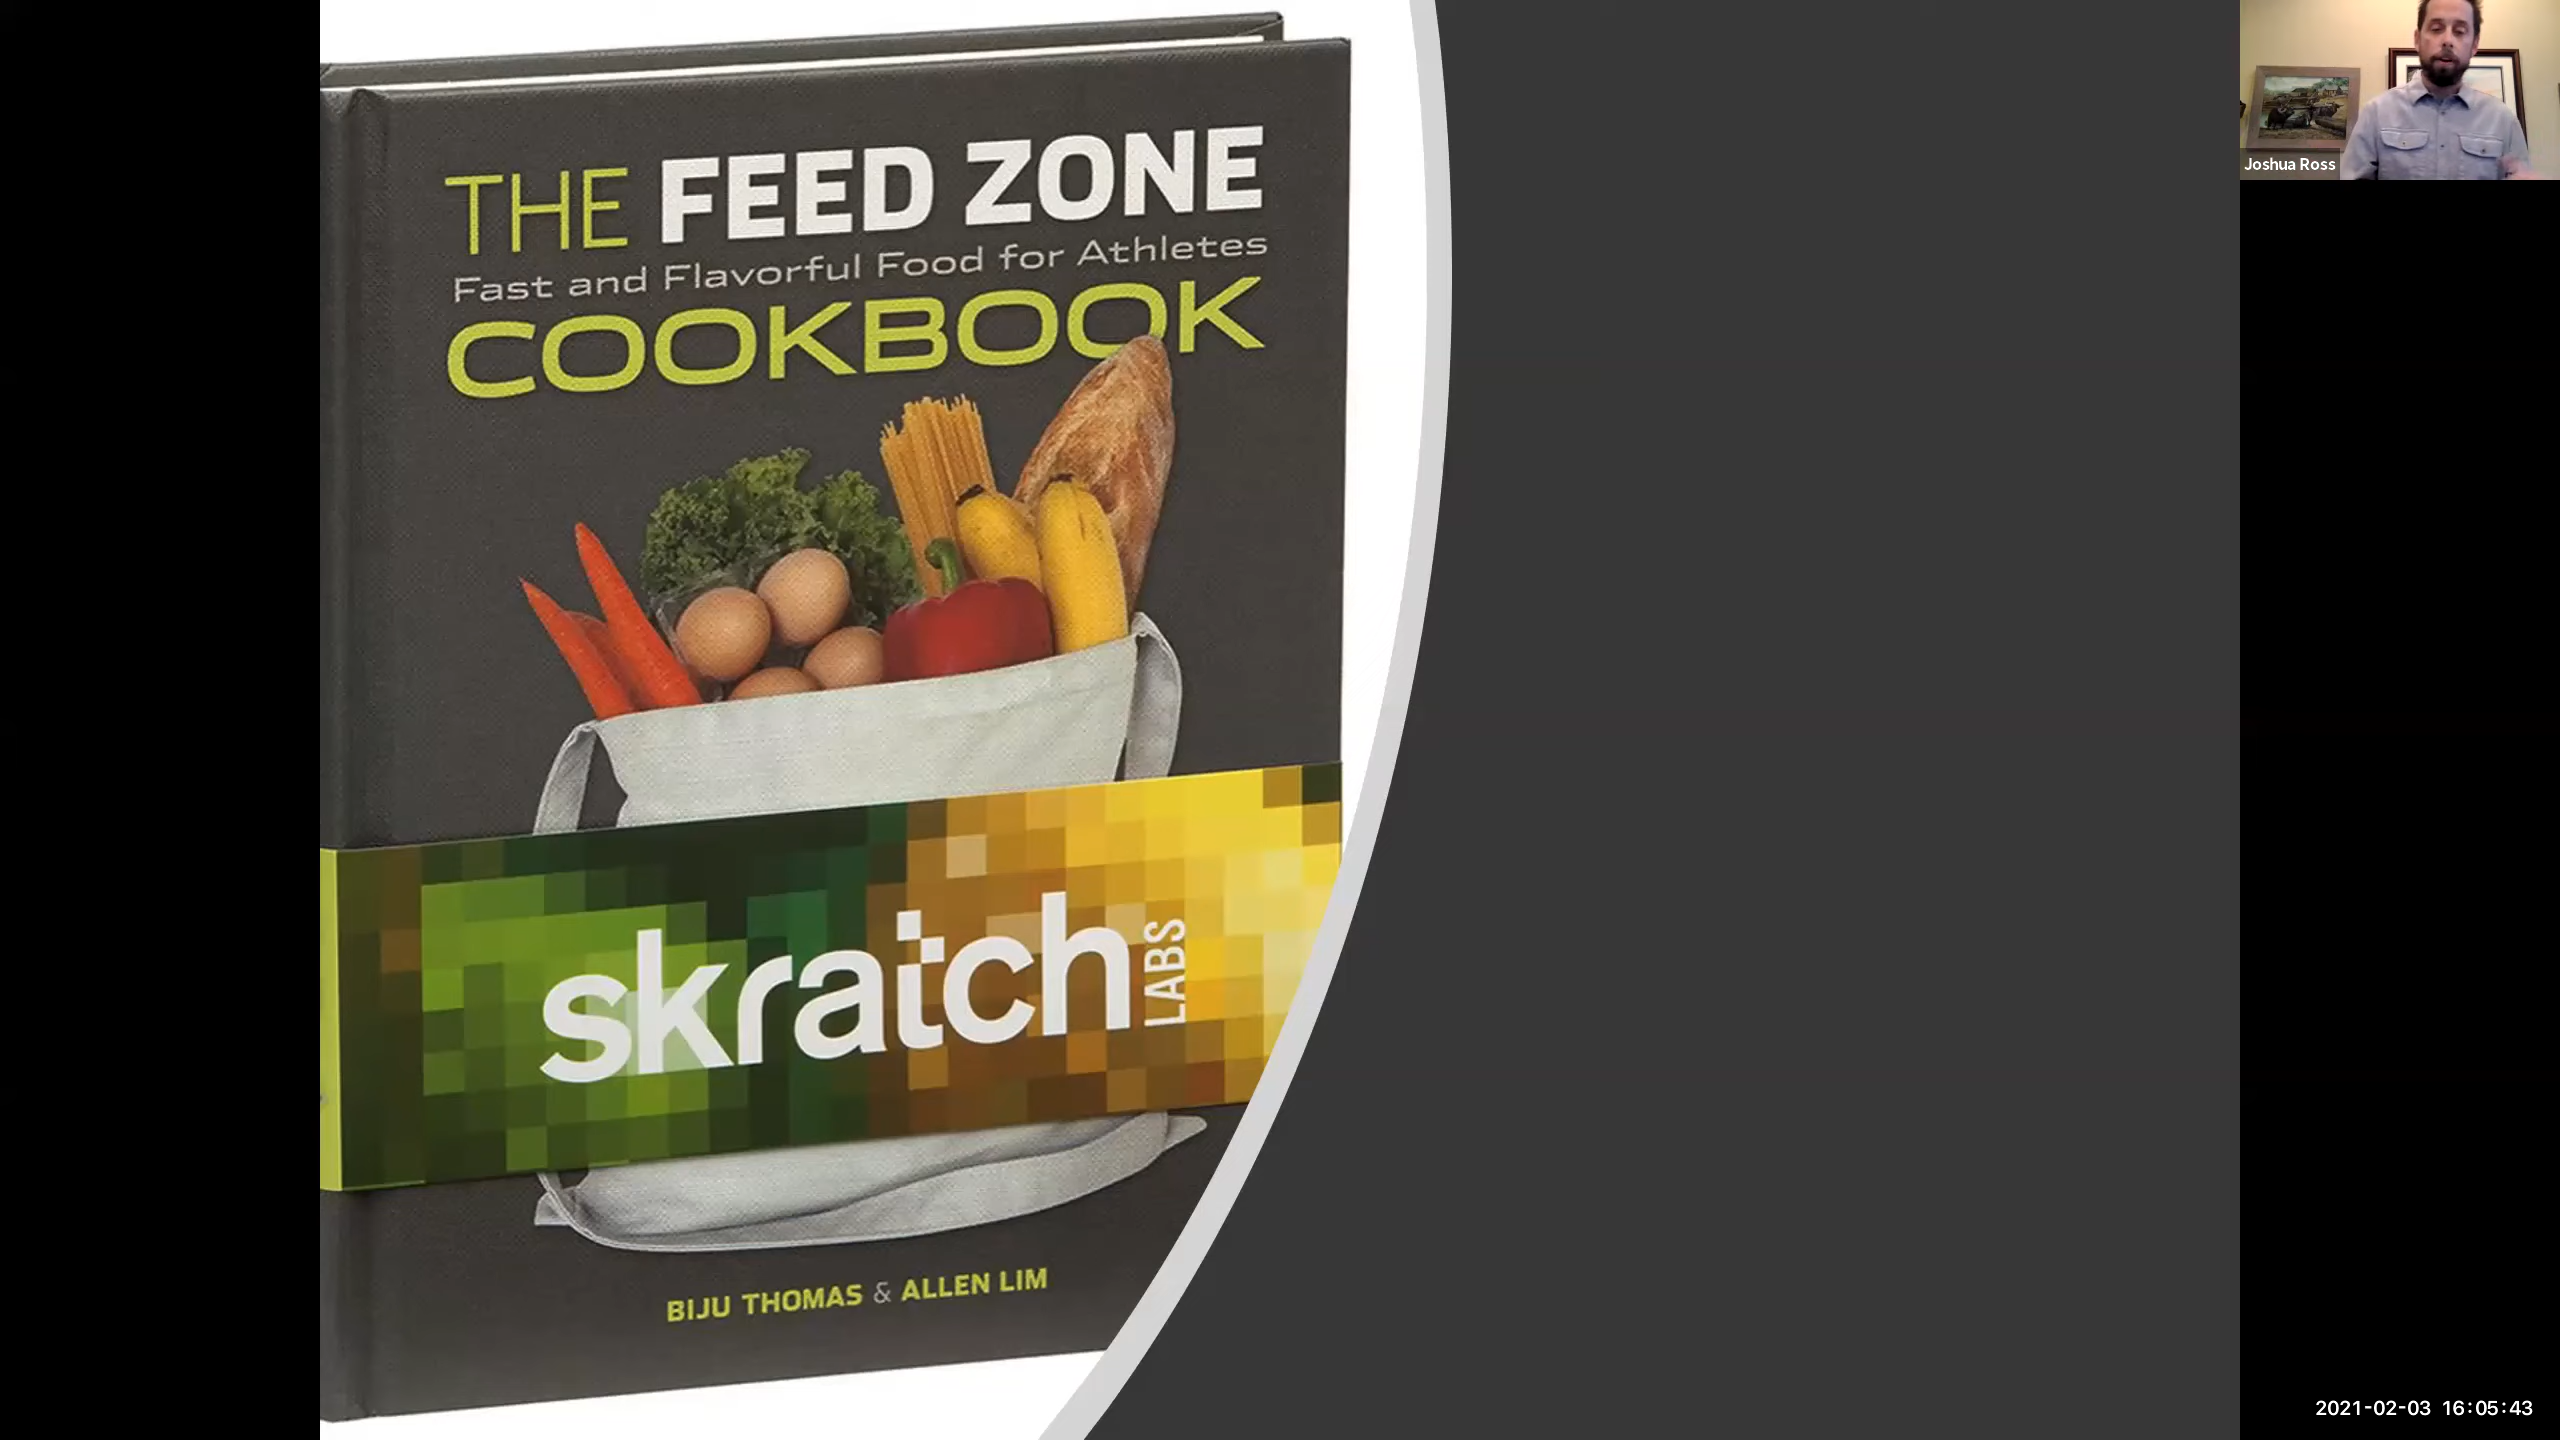 THE FEED ZONE
Fast and Flavorful Food for Athletes
COOKBOOK
skratch LABS
BIJU THOMAS & ALLEN LIM
Joshua Ross
2021-02-03 16:05:43